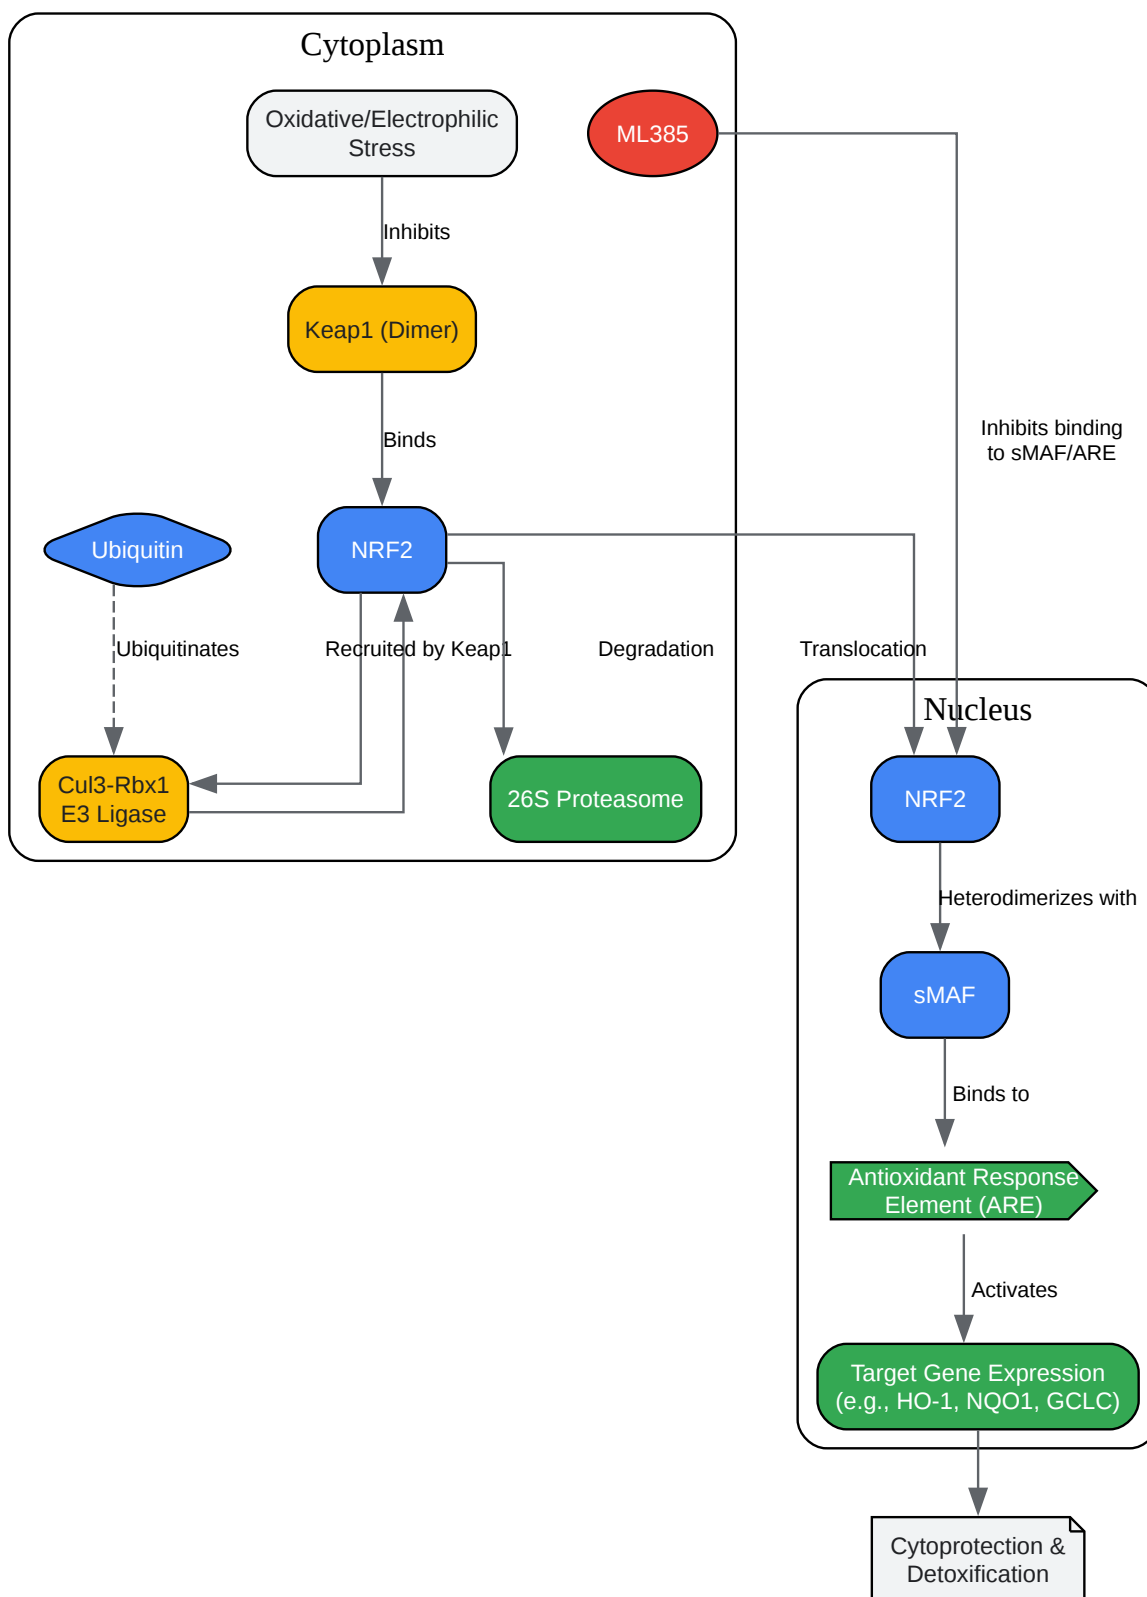 Cytoplasm
Oxidative/Electrophilic
Stress
ML385
Inhibits
Keap1 (Dimer)
Binds
Inhibits binding
to sMAF/ARE
Ubiquitin
NRF2
Ubiquitinates
Recruited by Keap1
Degradation
Translocation
Nucleus
Cul3-Rbx1
E3 Ligase
26S Proteasome
NRF2
Heterodimerizes with
sMAF
Binds to
Antioxidant Response
Element (ARE)
Activates
Target Gene Expression
(e.g., HO-1, NQO1, GCLC)
Cytoprotection &
Detoxification